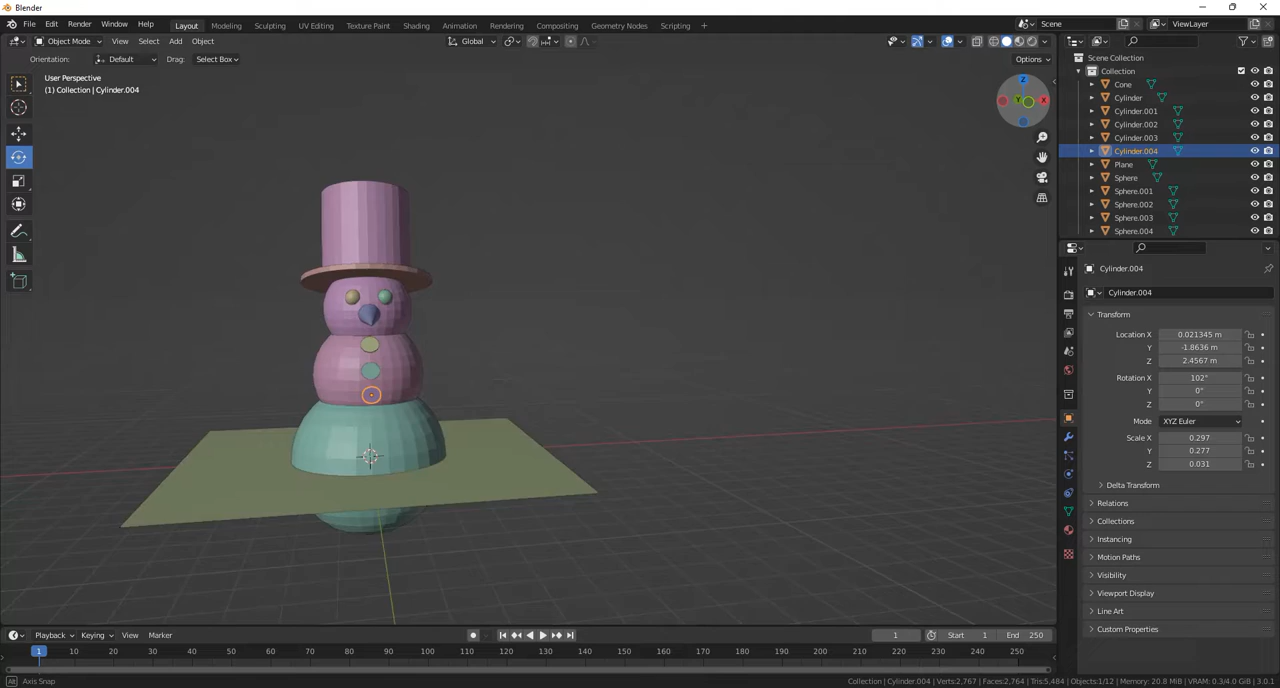 Blender
File Edit Render Window Help Layout Modeling Sculpting UV Editing Texture Paint Shading Animation Rendering Compositing Geometry Nodes Scripting + Scene ViewLayer
Object Mode View Select Add Object Global
Orientation: Default Drag: Select Box Options
User Perspective
(1) Collection | Cylinder.004
Z
Y
X
Scene Collection
Collection
Cone
Cylinder
Cylinder.001
Cylinder.002
Cylinder.003
Cylinder.004
Plane
Sphere
Sphere.001
Sphere.002
Sphere.003
Sphere.004
Cylinder.004
Cylinder.004
Transform
Location X 0.021345 m
Y -1.8636 m
Z 2.4567 m
Rotation X 102°
Y 0°
Z 0°
Mode XYZ Euler
Scale X 0.297
Y 0.277
Z 0.031
Delta Transform
Relations
Collections
Instancing
Motion Paths
Visibility
Viewport Display
Line Art
Custom Properties
Playback Keying View Marker 1 Start 1 End 250
1 10 20 30 40 50 60 70 80 90 100 110 120 130 140 150 160 170 180 190 200 210 220 230 240 250
Alt Axis Snap Collection | Cylinder.004 | Verts:2,767 | Faces:2,764 | Tris:5,484 | Objects:1/12 | Memory: 20.8 MiB | VRAM: 0.3/4.0 GiB | 3.0.1